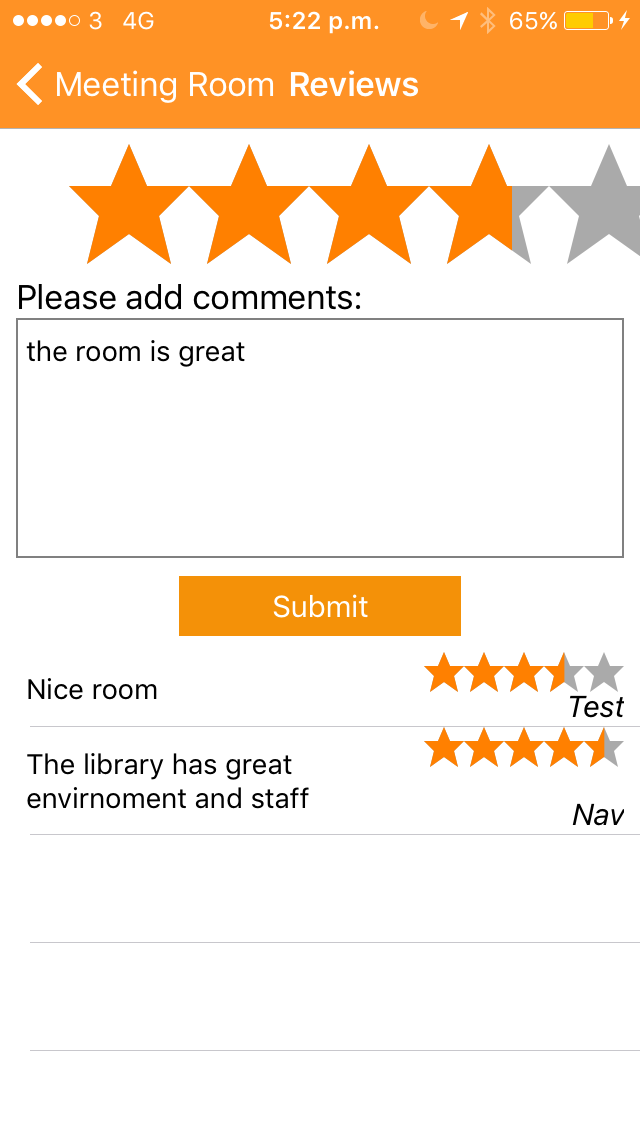 3 4G 5:22 p.m. 65%
Meeting Room Reviews
Please add comments:
the room is great
Submit
Nice room
Test
The library has great
envirnoment and staff
Nav